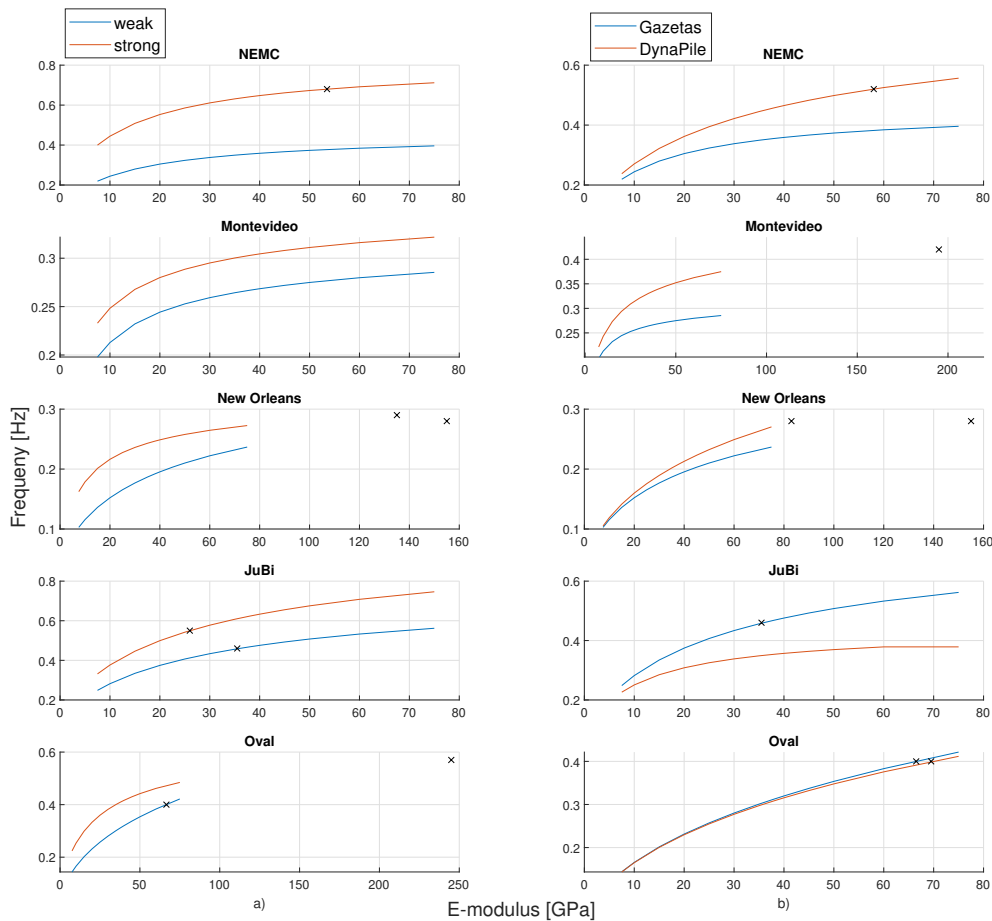 weak
strong
NEMC
0.8
0.6
0.4
0.2
0 10 20 30 40 50 60 70 80
Montevideo
0.3
0.25
0.2
0 10 20 30 40 50 60 70 80
New Orleans
0.3
0.2
0.1
0 20 40 60 80 100 120 140 160
JuBi
0.8
0.6
0.4
0.2
0 10 20 30 40 50 60 70 80
Oval
0.6
0.4
0.2
0 50 100 150 200 250
a)
Gazetas
DynaPile
NEMC
0.6
0.4
0.2
0 10 20 30 40 50 60 70 80
Montevideo
0.4
0.35
0.3
0.25
0 50 100 150 200
New Orleans
0.3
0.2
0.1
0 20 40 60 80 100 120 140 160
JuBi
0.6
0.4
0.2
0 10 20 30 40 50 60 70 80
Oval
0.4
0.3
0.2
0 10 20 30 40 50 60 70 80
b)
Frequeny [Hz]
E-modulus [GPa]